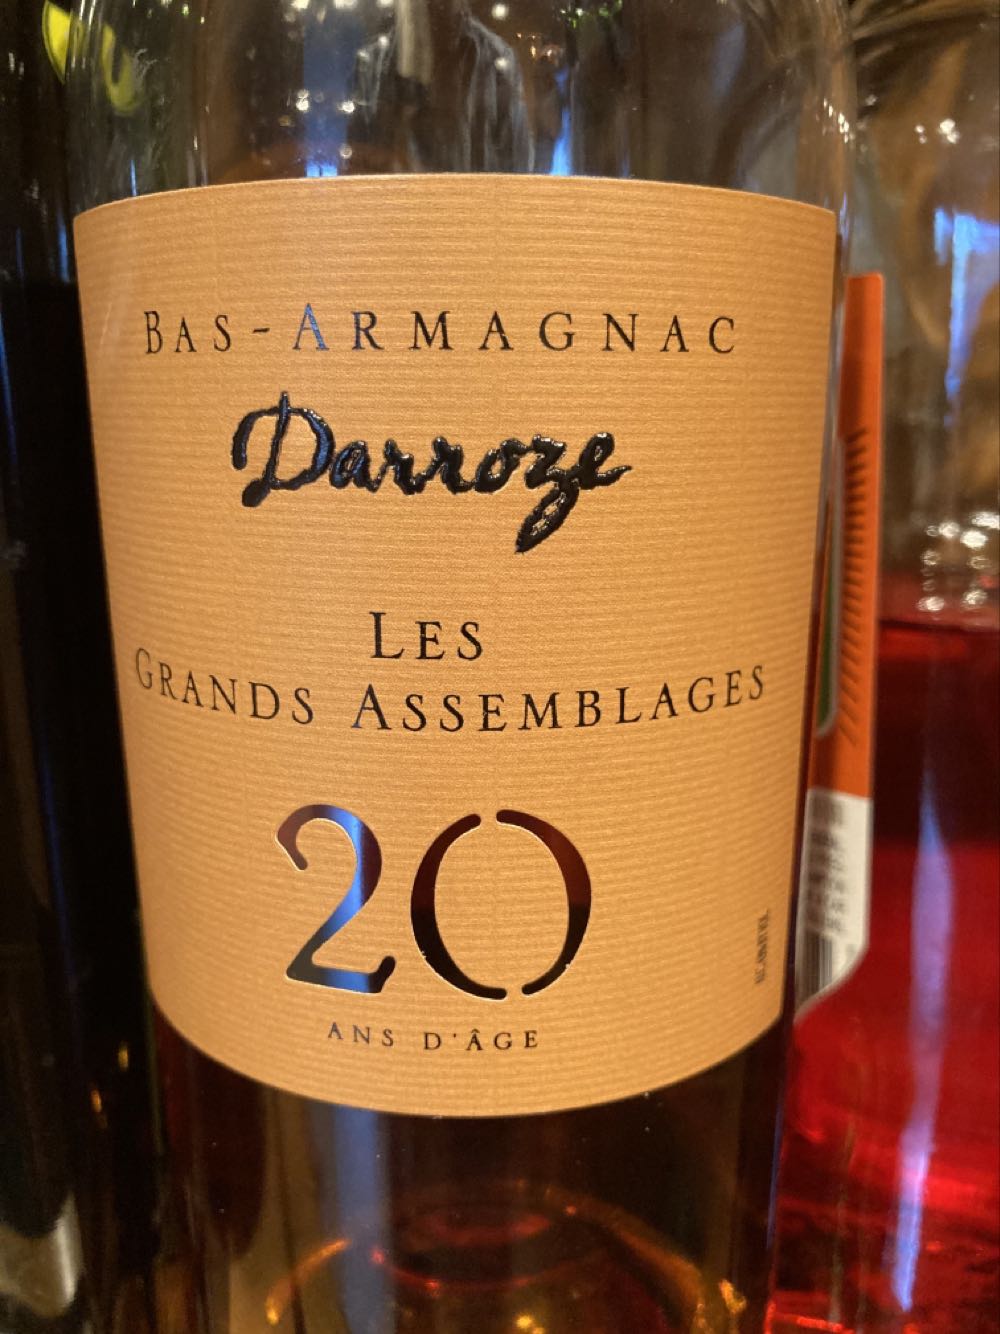 BAS-ARMAGNAC
Darroze
LES
GRANDS ASSEMBLAGES
20
ANS D'ÂGE